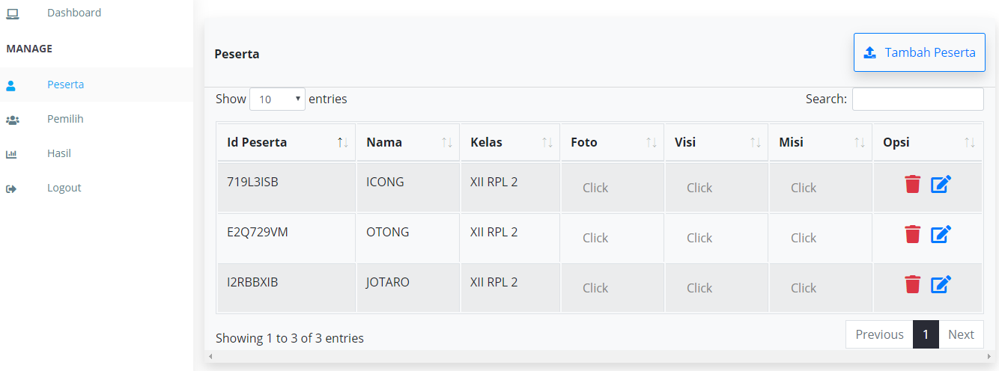 Dashboard
MANAGE
Peserta
Pemilih
Hasil
Logout
Peserta
Tambah Peserta
Show 10 entries
Search:
Id Peserta Nama Kelas Foto Visi Misi Opsi
719L3ISB ICONG XII RPL 2 Click Click Click
E2Q729VM OTONG XII RPL 2 Click Click Click
I2RBBXIB JOTARO XII RPL 2 Click Click Click
Showing 1 to 3 of 3 entries
Previous 1 Next